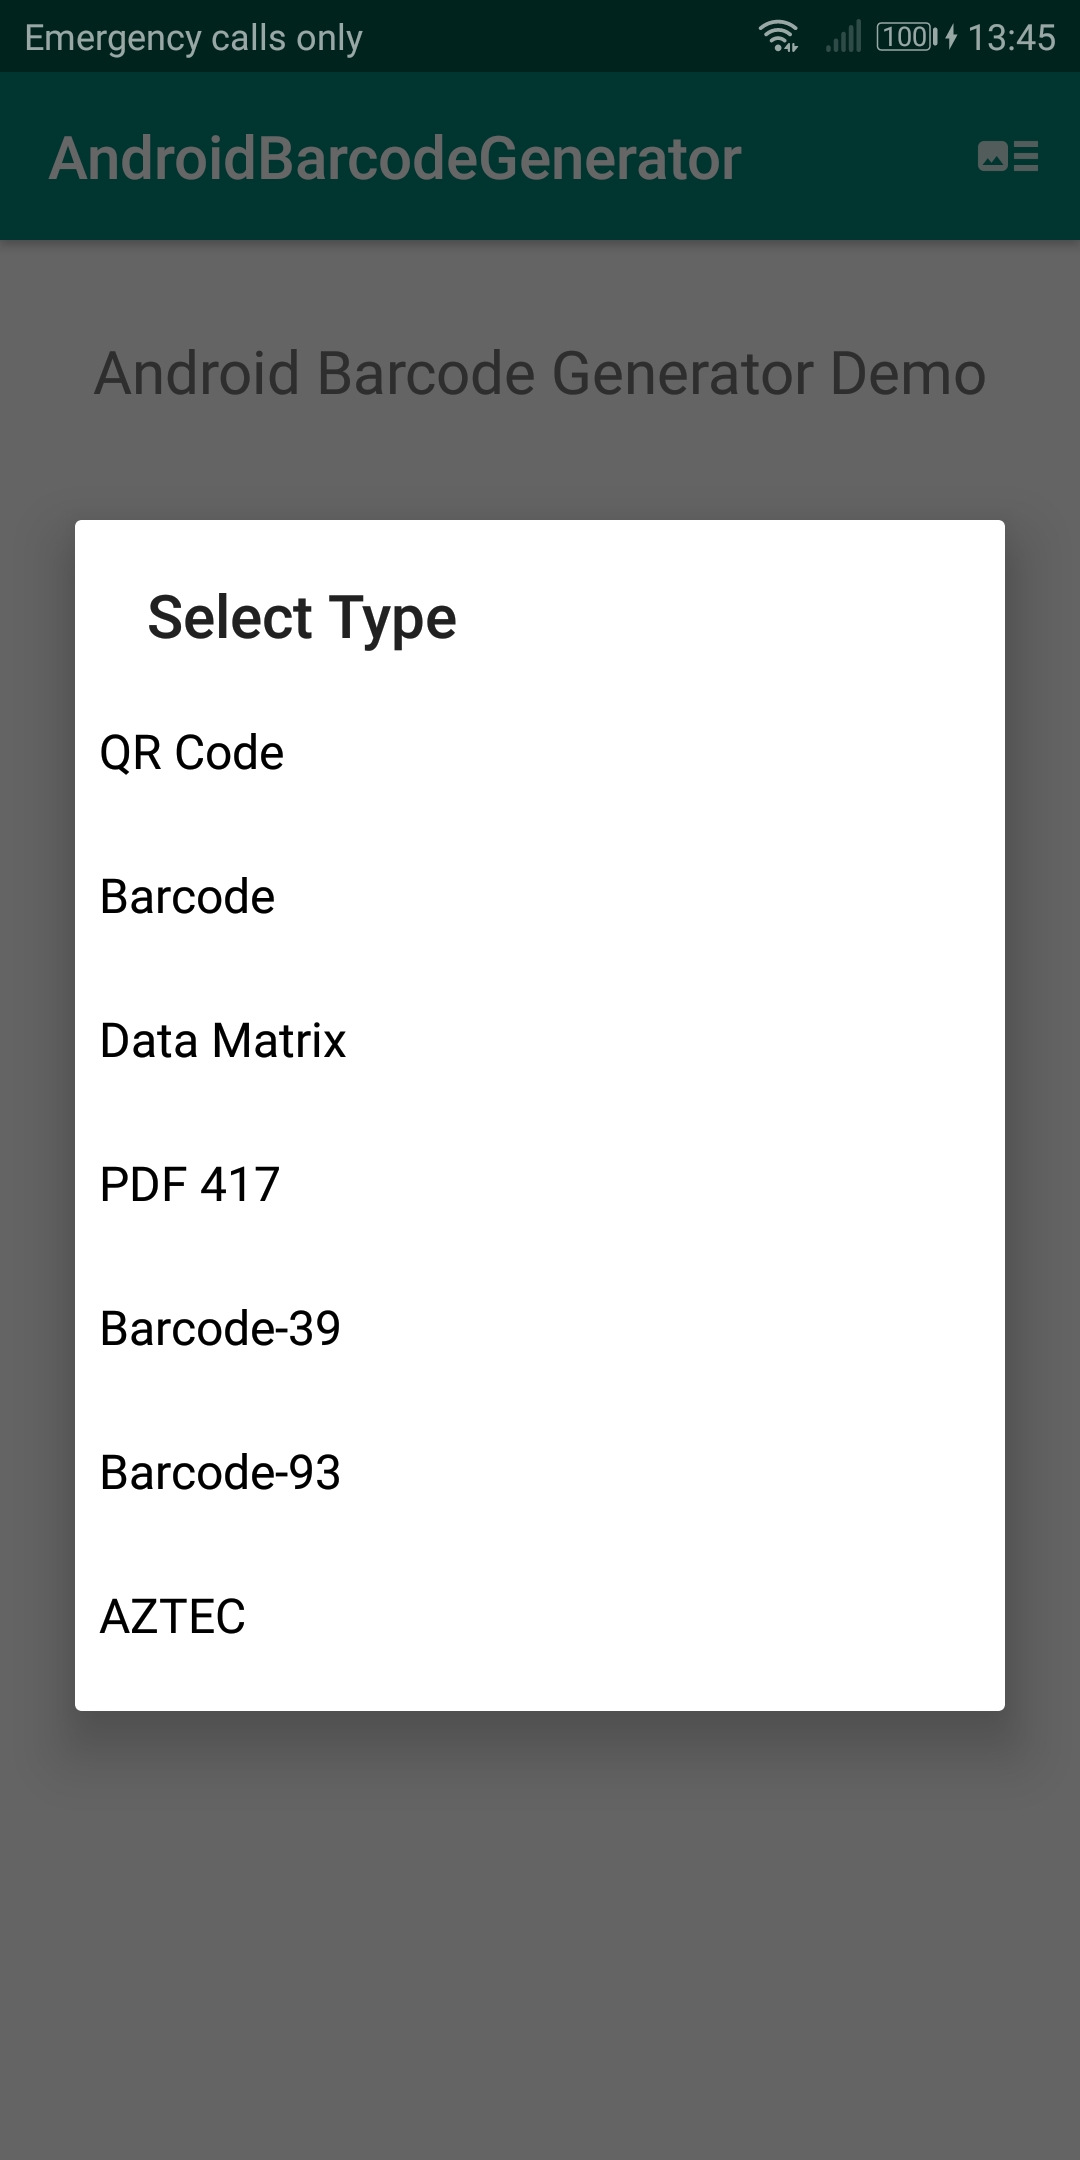 Emergency calls only 100 13:45
AndroidBarcodeGenerator
Android Barcode Generator Demo
Select Type
QR Code
Barcode
Data Matrix
PDF 417
Barcode-39
Barcode-93
AZTEC